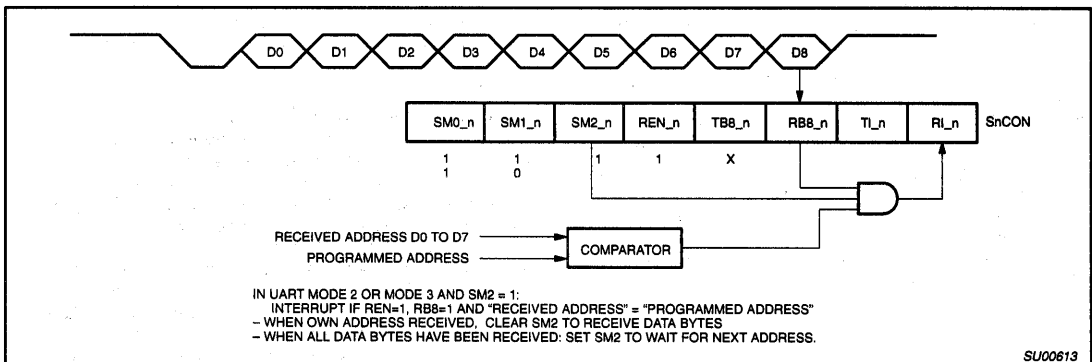 D0 D1 D2 D3 D4 D5 D6 D7 D8
SM0_n SM1_n SM2_n REN_n TB8_n RB8_n TI_n RI_n SnCON
1 1 1 1 X
1 0
RECEIVED ADDRESS D0 TO D7
PROGRAMMED ADDRESS
COMPARATOR
IN UART MODE 2 OR MODE 3 AND SM2 = 1:
INTERRUPT IF REN=1, RB8=1 AND "RECEIVED ADDRESS" = "PROGRAMMED ADDRESS"
– WHEN OWN ADDRESS RECEIVED, CLEAR SM2 TO RECEIVE DATA BYTES
– WHEN ALL DATA BYTES HAVE BEEN RECEIVED: SET SM2 TO WAIT FOR NEXT ADDRESS.
SU00613